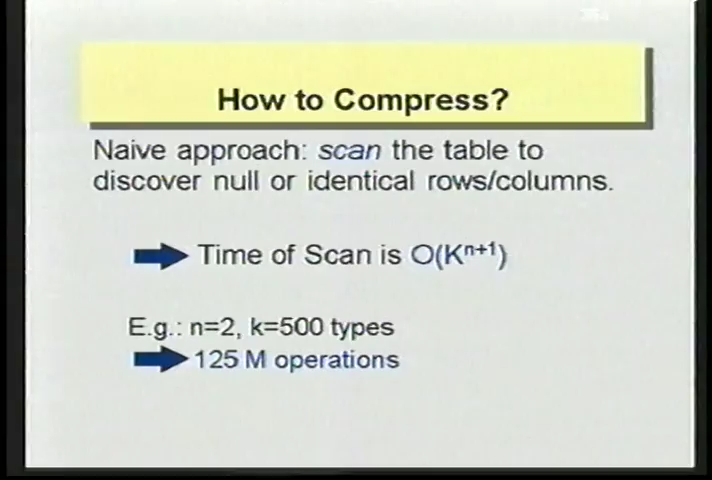 How to Compress?
Naive approach: scan the table to
discover null or identical rows/columns.
Time of Scan is O(Kⁿ⁺¹)
E.g.: n=2, k=500 types
125 M operations